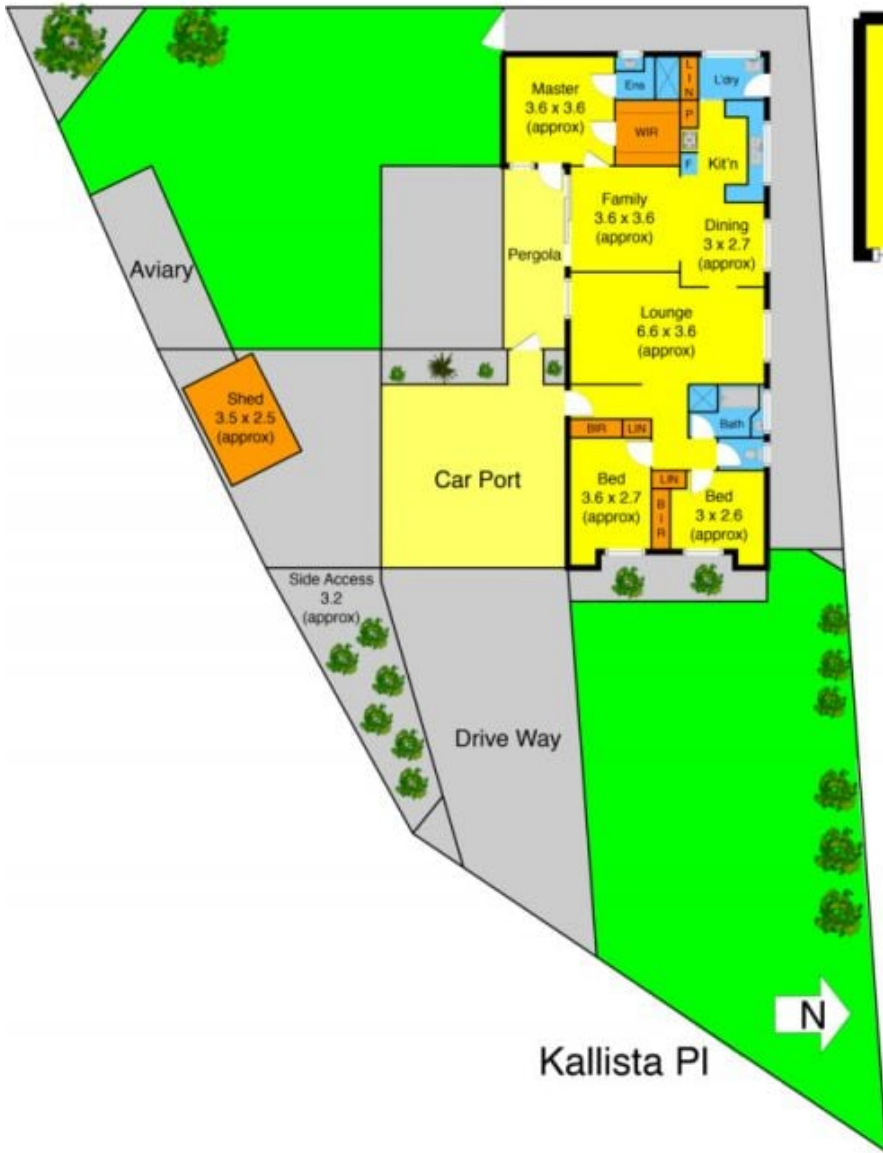 Master
3.6 x 3.6
(approx)
Ens
LIN
L'dry
WIR
P
F
Kit'n
Family
3.6 x 3.6
(approx)
Dining
3 x 2.7
(approx)
Pergola
Aviary
Lounge
6.6 x 3.6
(approx)
Shed
3.5 x 2.5
(approx)
Bath
BIR
LIN
Car Port
Bed
3.6 x 2.7
(approx)
LIN
BIR
Bed
3 x 2.6
(approx)
Side Access
3.2
(approx)
Drive Way
N
Kallista Pl